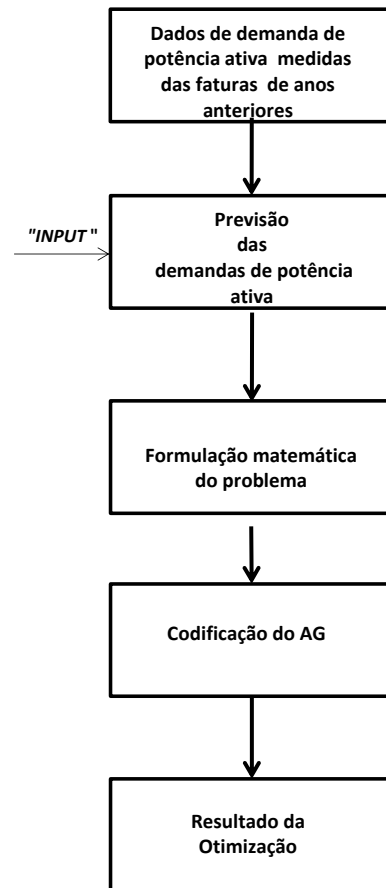 Dados de demanda de
potência ativa medidas
das faturas de anos
anteriores
"INPUT "
Previsão
das
demandas de potência
ativa
Formulação matemática
do problema
Codificação do AG
Resultado da
Otimização